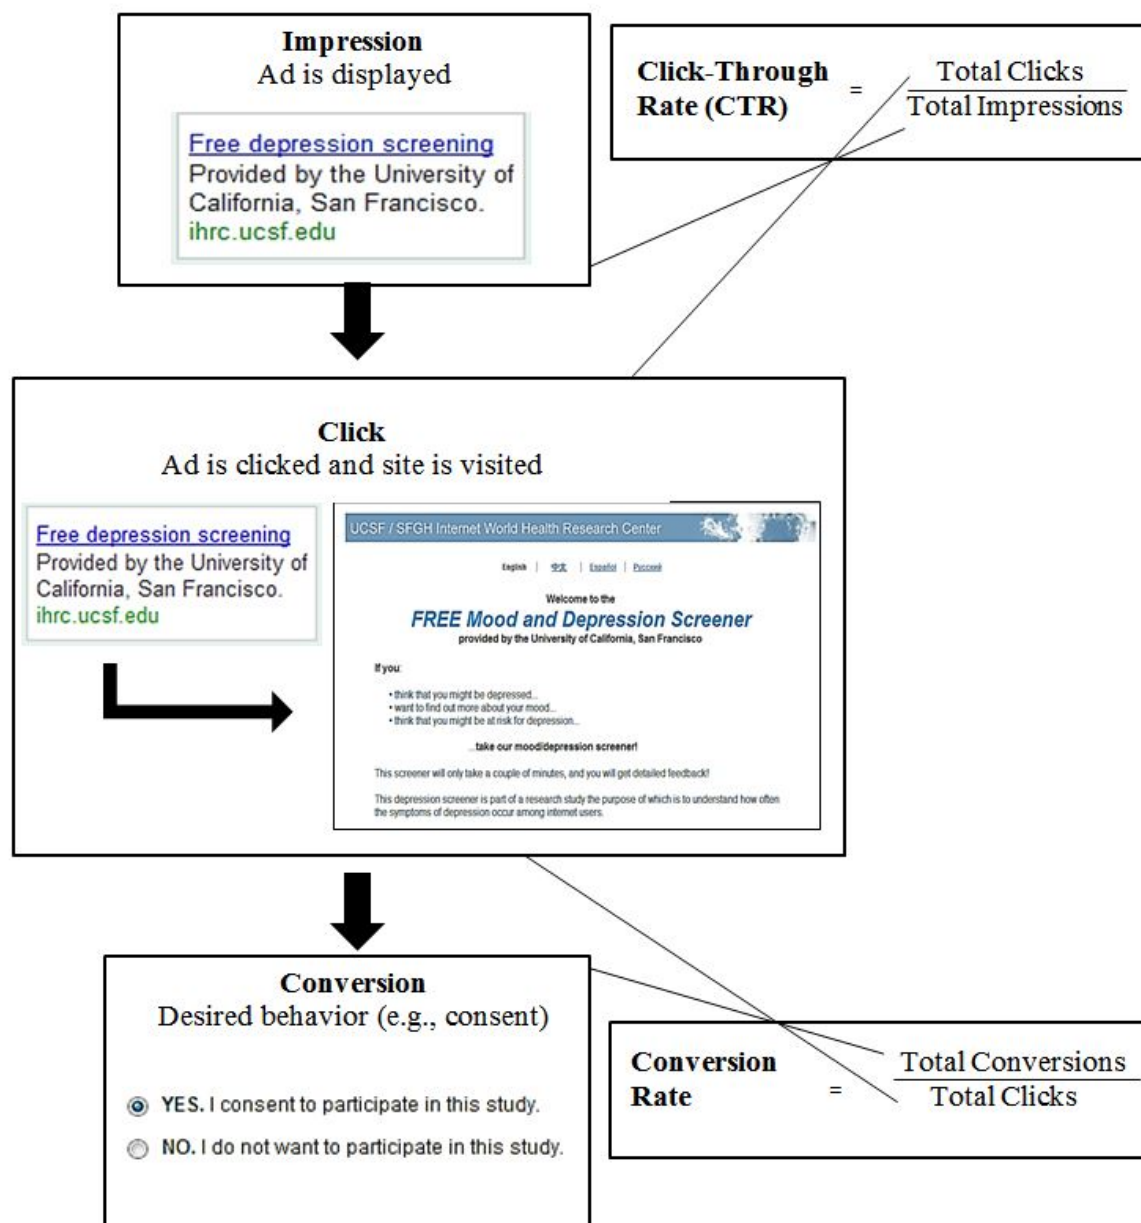 Impression
Ad is displayed
Free depression screening
Provided by the University of
California, San Francisco.
ihrc.ucsf.edu
Click-Through
Rate (CTR)
=
Total Clicks
Total Impressions
Click
Ad is clicked and site is visited
Free depression screening
Provided by the University of
California, San Francisco.
ihrc.ucsf.edu
UCSF / SFGH Internet World Health Research Center
English | 中文 | Español | Русский
Welcome to the
FREE Mood and Depression Screener
provided by the University of California, San Francisco
If you:
• think that you might be depressed...
• want to find out more about your mood...
• think that you might be at risk for depression...
...take our mood/depression screener!
This screener will only take a couple of minutes, and you will get detailed feedback!
This depression screener is part of a research study the purpose of which is to understand how often
the symptoms of depression occur among internet users.
Conversion
Desired behavior (e.g., consent)
YES. I consent to participate in this study.
NO. I do not want to participate in this study.
Conversion
Rate
=
Total Conversions
Total Clicks